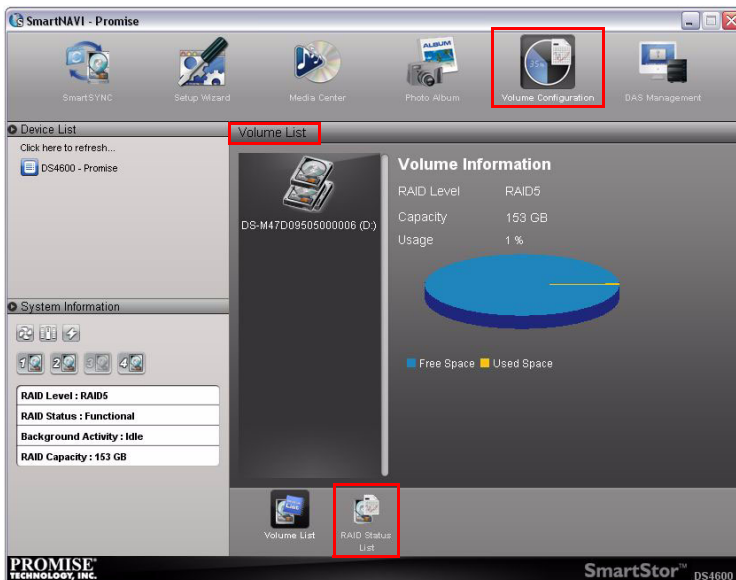 SmartNAVI - Promise
SmartSYNC
Setup Wizard
Media Center
ALBUM
Photo Album
35%
Volume Configuration
DAS Management
Device List
Click here to refresh...
DS4600 - Promise
System Information
1
2
3
4
RAID Level : RAID5
RAID Status : Functional
Background Activity : Idle
RAID Capacity : 153 GB
Volume List
DS-M47D09505000006 (D:)
Volume Information
RAID Level RAID5
Capacity 153 GB
Usage 1 %
Free Space Used Space
Volume List
RAID Status
List
PROMISE®
TECHNOLOGY, INC.
SmartStor™ DS4600